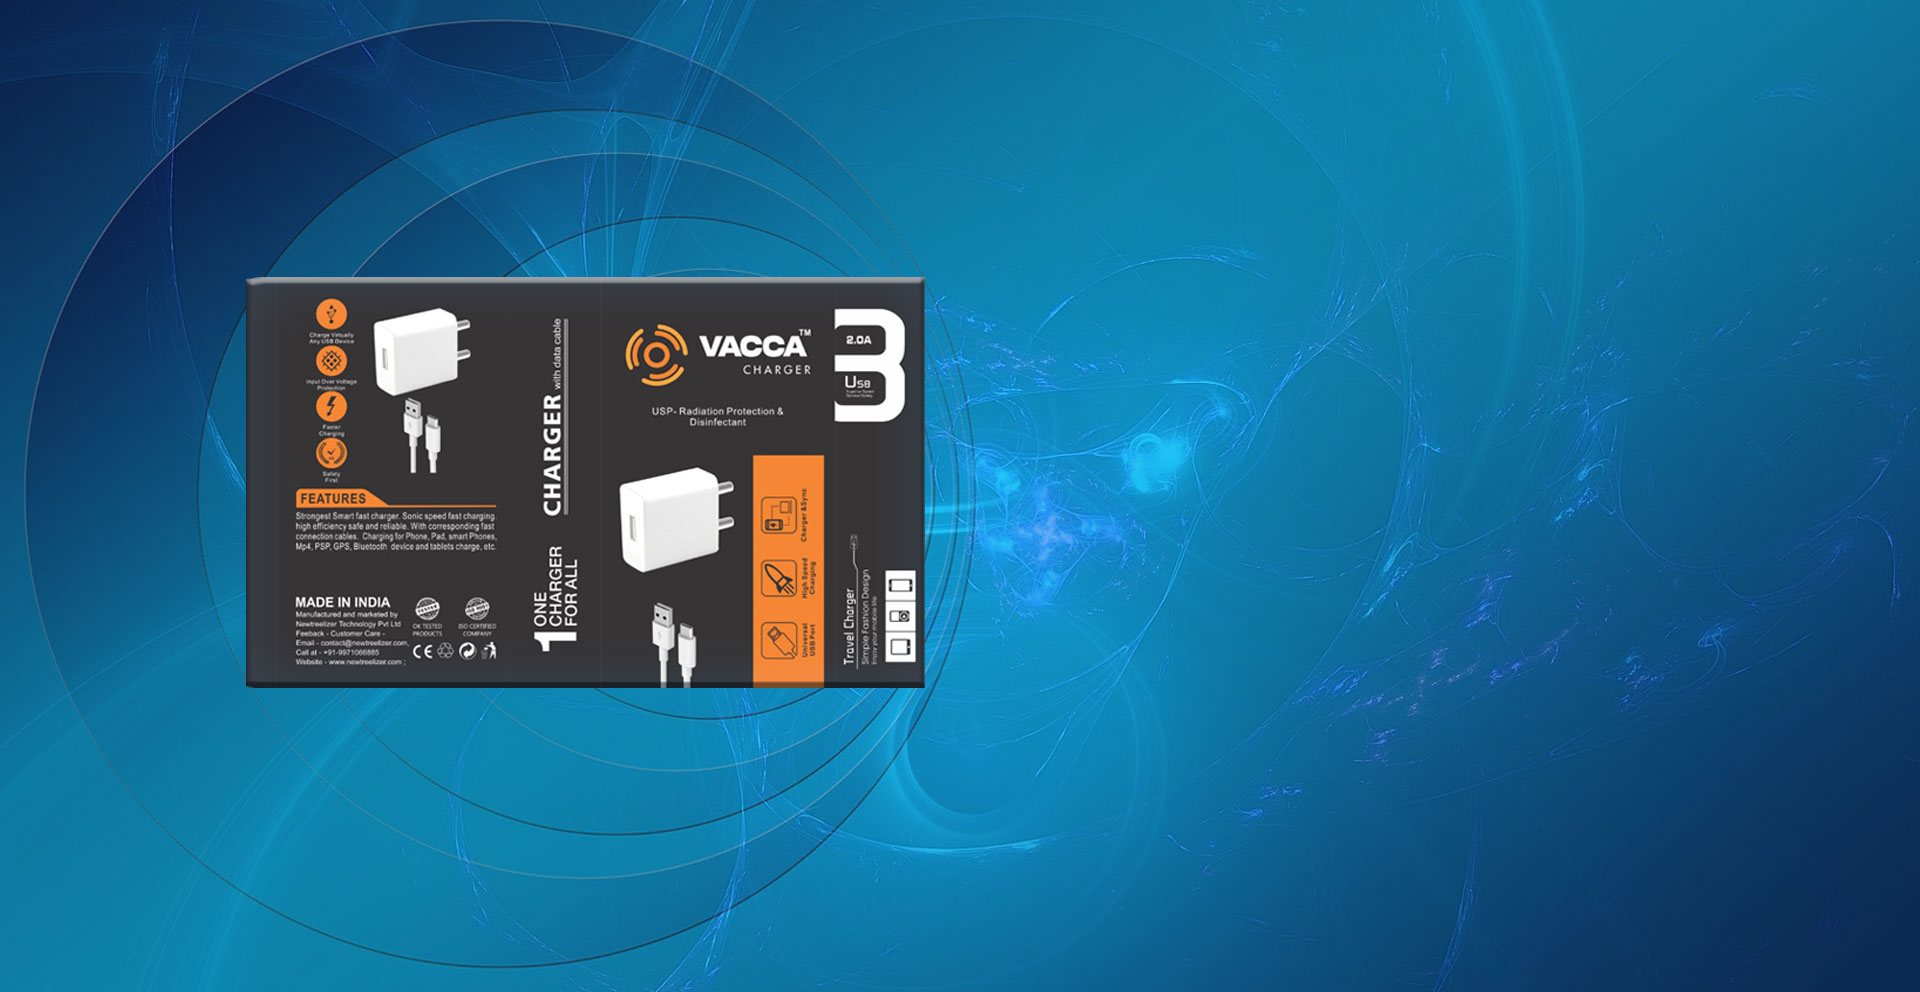 Charge Virtually
Any USB Device
Input Over Voltage
Protection
Faster
Charging
Safety
First
FEATURES
Strongest Smart fast charger. Sonic speed fast charging.
high efficiency safe and reliable. With corresponding fast
connection cables. Charging for Phone, Pad, smart Phones,
Mp4, PSP, GPS, Bluetooth device and tablets charge, etc.
MADE IN INDIA
Manufactured and marketed by
Newtreelizer Technology Pvt Ltd
Feeback - Customer Care -
Email - contact@newtreelizer.com,
Call at - +91-9971066885
Website - www.newtreelizer.com ;
TESTED
OK TESTED
PRODUCTS
ISO CERTIFIED
COMPANY
CE
CHARGER with data cable
1 ONE
CHARGER
FOR ALL
VACCA™
CHARGER
USP- Radiation Protection &
Disinfectant
Charger &Sync
High Speed
Charging
Universal
USB Port
3
2.0A
USB
Travel Charger
Simple Fashion Design
Enjoy your mobile life